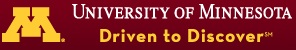 M
UNIVERSITY OF MINNESOTA
Driven to Discover℠